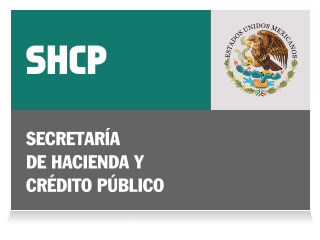 SHCP
ESTADOS UNIDOS MEXICANOS
SECRETARÍA
DE HACIENDA Y
CRÉDITO PÚBLICO